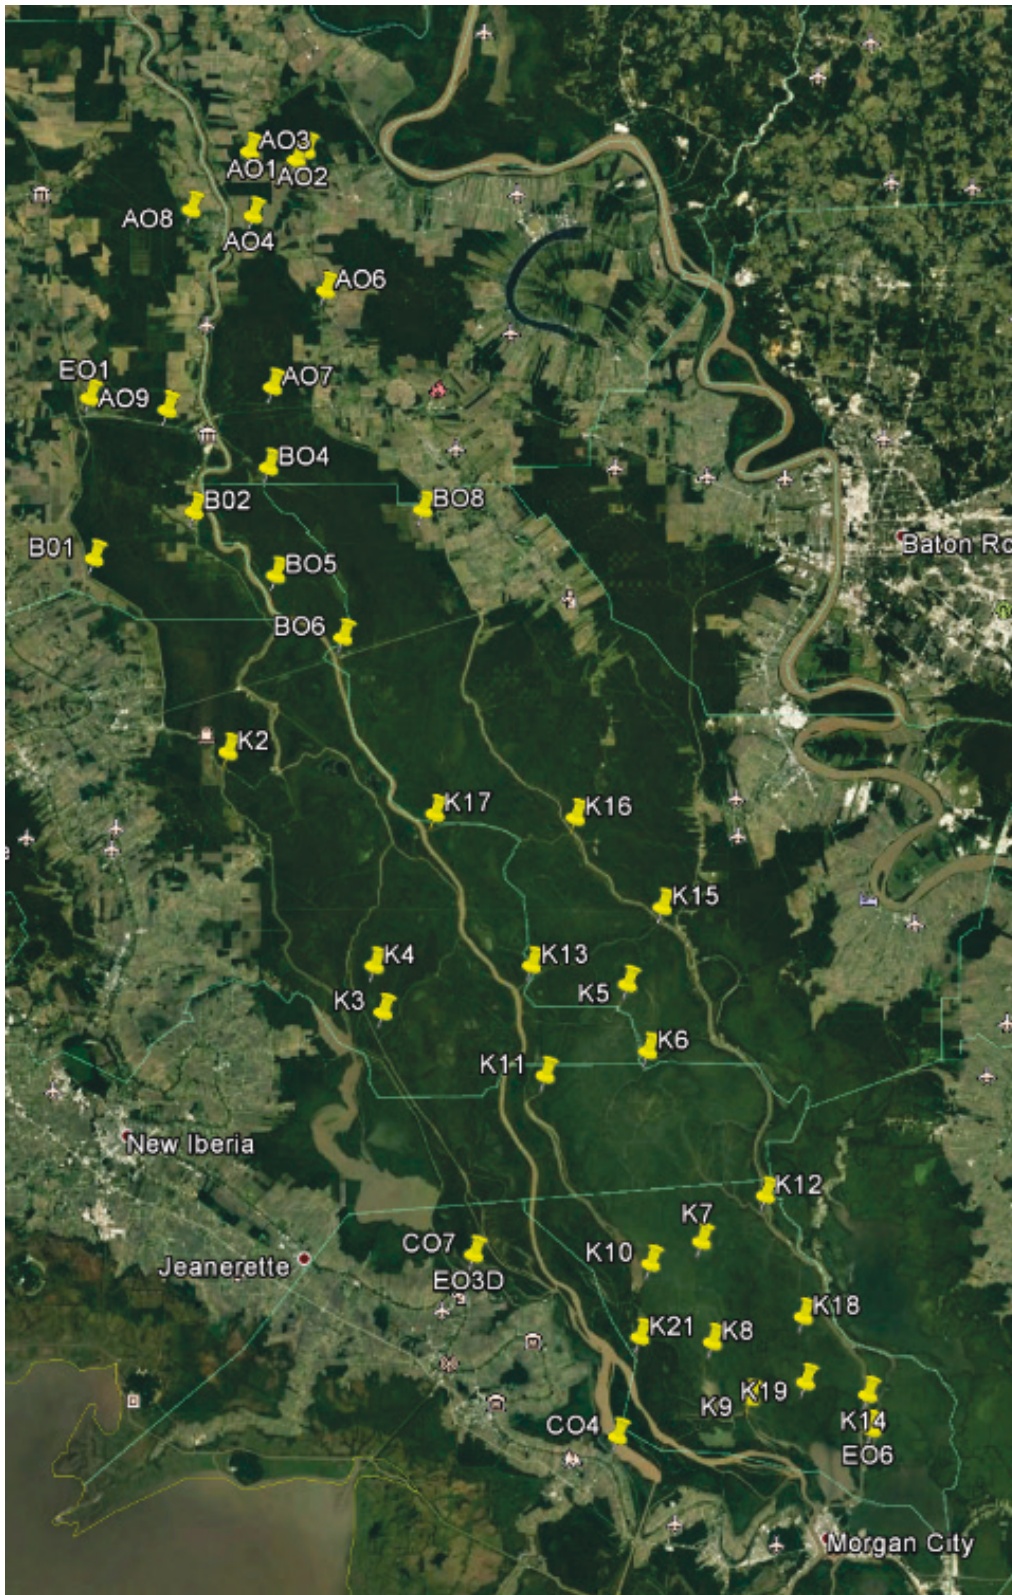 AO3
AO1
AO2
AO8
AO4
AO6
EO1
AO7
AO9
BO4
B02
BO8
B01
BO5
Baton Ro
BO6
K2
K17
K16
K15
K4
K13
K5
K3
K6
K11
New Iberia
K12
K7
CO7
K10
Jeanerette
EO3D
K18
K21
K8
K19
K9
CO4
K14
EO6
Morgan City